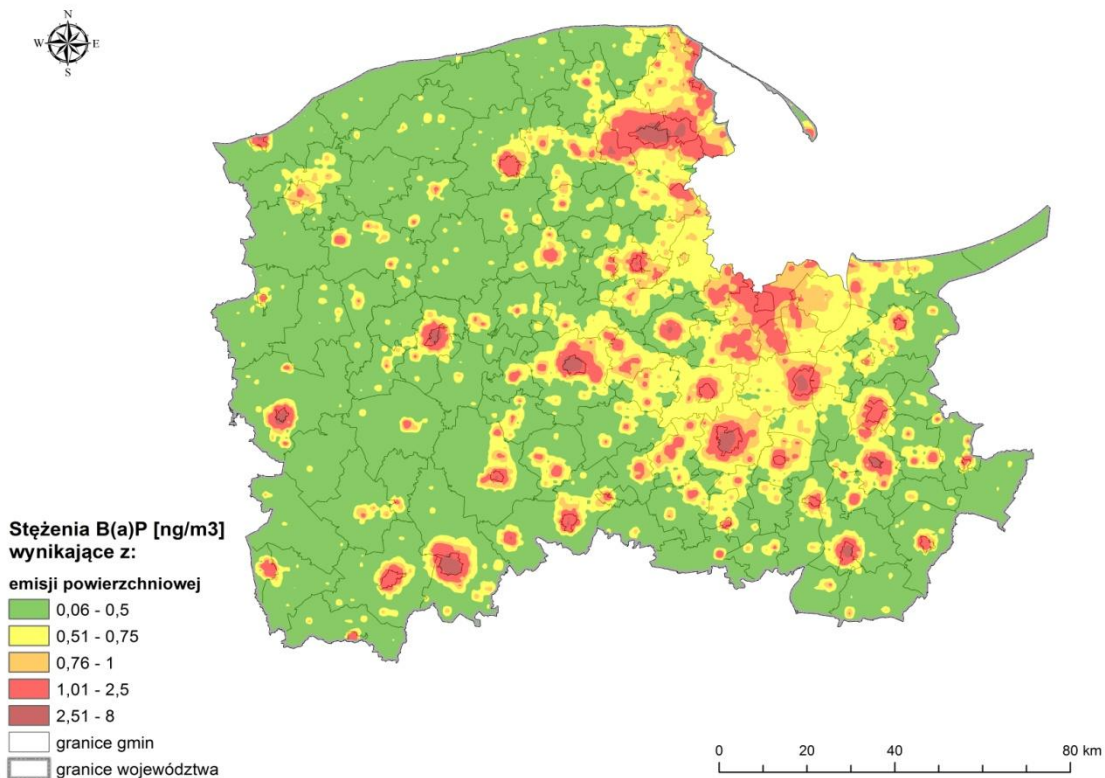 N
W E
S
Stężenia B(a)P [ng/m3]
wynikające z:
emisji powierzchniowej
0,06 - 0,5
0,51 - 0,75
0,76 - 1
1,01 - 2,5
2,51 - 8
granice gmin
granice województwa
0 20 40 80 km